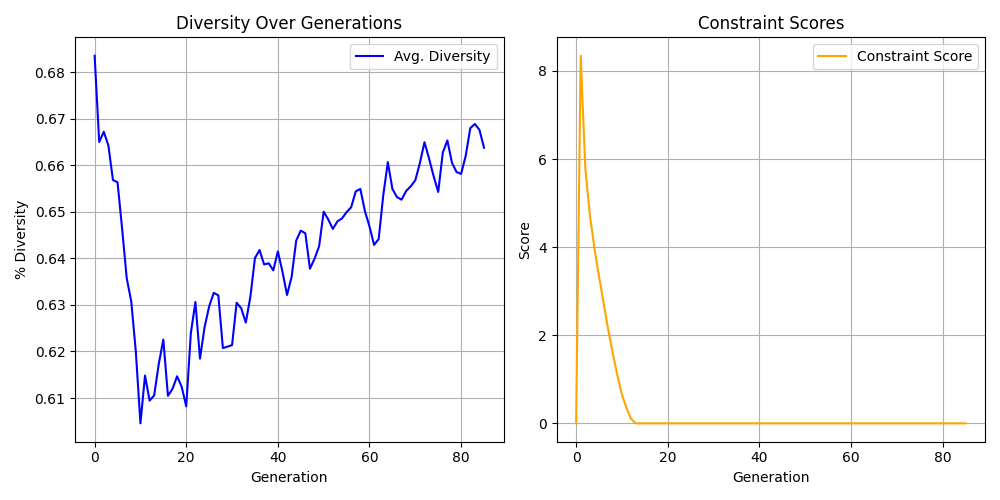 Diversity Over Generations
Avg. Diversity
% Diversity
0.68
0.67
0.66
0.65
0.64
0.63
0.62
0.61
0 20 40 60 80
Generation
Constraint Scores
Constraint Score
Score
8
6
4
2
0
0 20 40 60 80
Generation